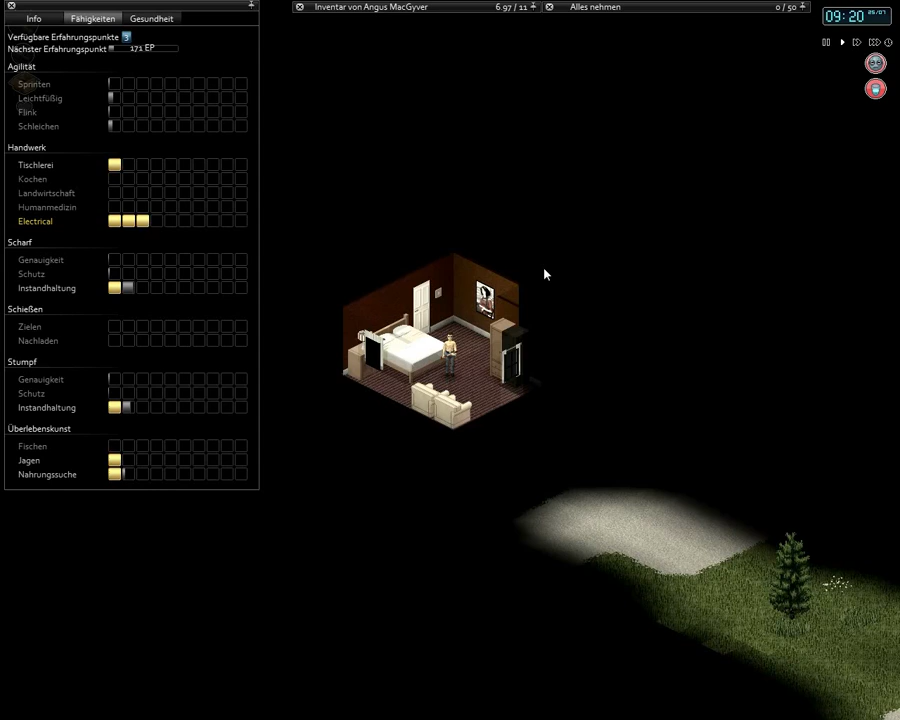 Inventar von Angus MacGyver 6.97 / 11
Alles nehmen 0 / 50
09:20 25/07
Info Fähigkeiten Gesundheit
Verfügbare Erfahrungspunkte 3
Nächster Erfahrungspunkt 171 EP
Agilität
Sprinten
Leichtfüßig
Flink
Schleichen
Handwerk
Tischlerei
Kochen
Landwirtschaft
Humanmedizin
Electrical
Scharf
Genauigkeit
Schutz
Instandhaltung
Schießen
Zielen
Nachladen
Stumpf
Genauigkeit
Schutz
Instandhaltung
Überlebenskunst
Fischen
Jagen
Nahrungssuche